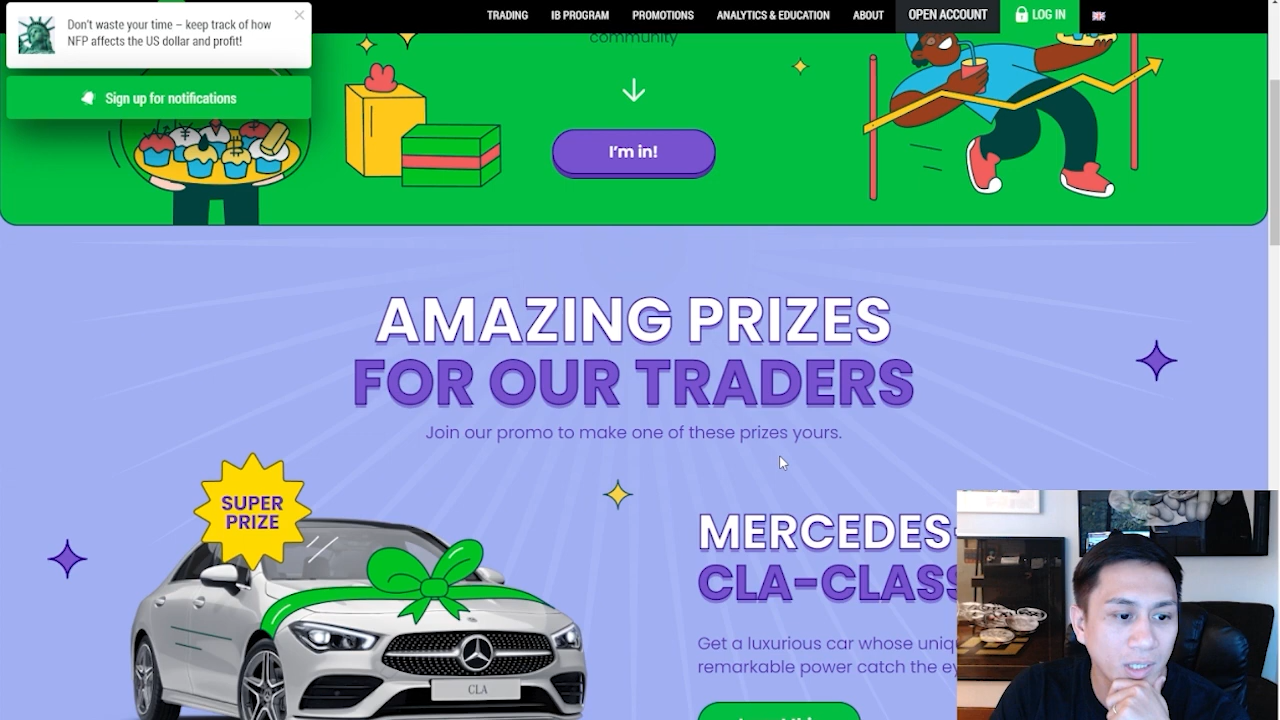 Don't waste your time – keep track of how
NFP affects the US dollar and profit!
Sign up for notifications
TRADING
IB PROGRAM
PROMOTIONS
ANALYTICS & EDUCATION
ABOUT
OPEN ACCOUNT
LOG IN
community
I'm in!
AMAZING PRIZES
FOR OUR TRADERS
Join our promo to make one of these prizes yours.
SUPER
PRIZE
MERCEDES-
CLA-CLASS
Get a luxurious car whose
remarkable power catch the
CLA